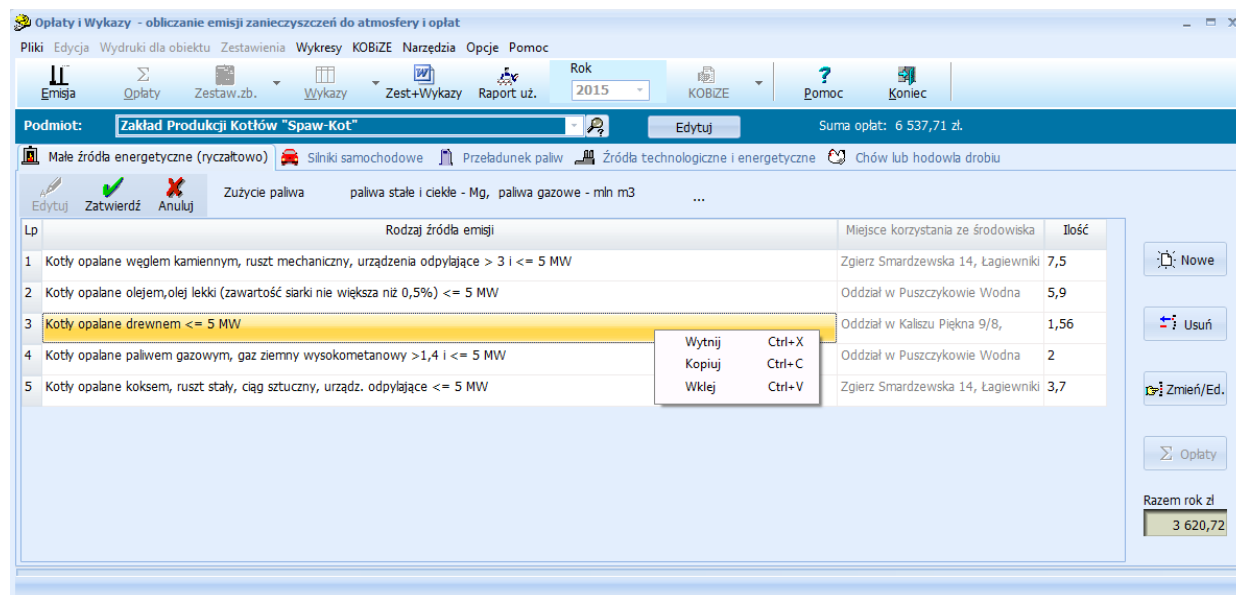 Opłaty i Wykazy - obliczanie emisji zanieczyszczeń do atmosfery i opłat
Pliki Edycja Wydruki dla obiektu Zestawienia Wykresy KOBiZE Narzędzia Opcje Pomoc
Rok
Emisja Opłaty Zestaw.zb. Wykazy Zest+Wykazy Raport uż. 2015 KOBiZE Pomoc Koniec
Podmiot: Zakład Produkcji Kotłów "Spaw-Kot" Edytuj Suma opłat: 6 537,71 zł.
Małe źródła energetyczne (ryczałtowo) Silniki samochodowe Przeładunek paliw Źródła technologiczne i energetyczne Chów lub hodowla drobiu
Edytuj Zatwierdź Anuluj Zużycie paliwa paliwa stałe i ciekłe - Mg, paliwa gazowe - mln m3 ...
Lp Rodzaj źródła emisji Miejsce korzystania ze środowiska Ilość
1 Kotły opalane węglem kamiennym, ruszt mechaniczny, urządzenia odpylające > 3 i <= 5 MW Zgierz Smardzewska 14, Łagiewniki 7,5
2 Kotły opalane olejem,olej lekki (zawartość siarki nie większa niż 0,5%) <= 5 MW Oddział w Puszczykowie Wodna 5,9
3 Kotły opalane drewnem <= 5 MW Oddział w Kaliszu Piękna 9/8, 1,56
4 Kotły opalane paliwem gazowym, gaz ziemny wysokometanowy >1,4 i <= 5 MW Oddział w Puszczykowie Wodna 2
5 Kotły opalane koksem, ruszt stały, ciąg sztuczny, urządz. odpylające <= 5 MW Zgierz Smardzewska 14, Łagiewniki 3,7
Wytnij Ctrl+X
Kopiuj Ctrl+C
Wklej Ctrl+V
Nowe
Usuń
Zmień/Ed.
Σ Opłaty
Razem rok zł
3 620,72